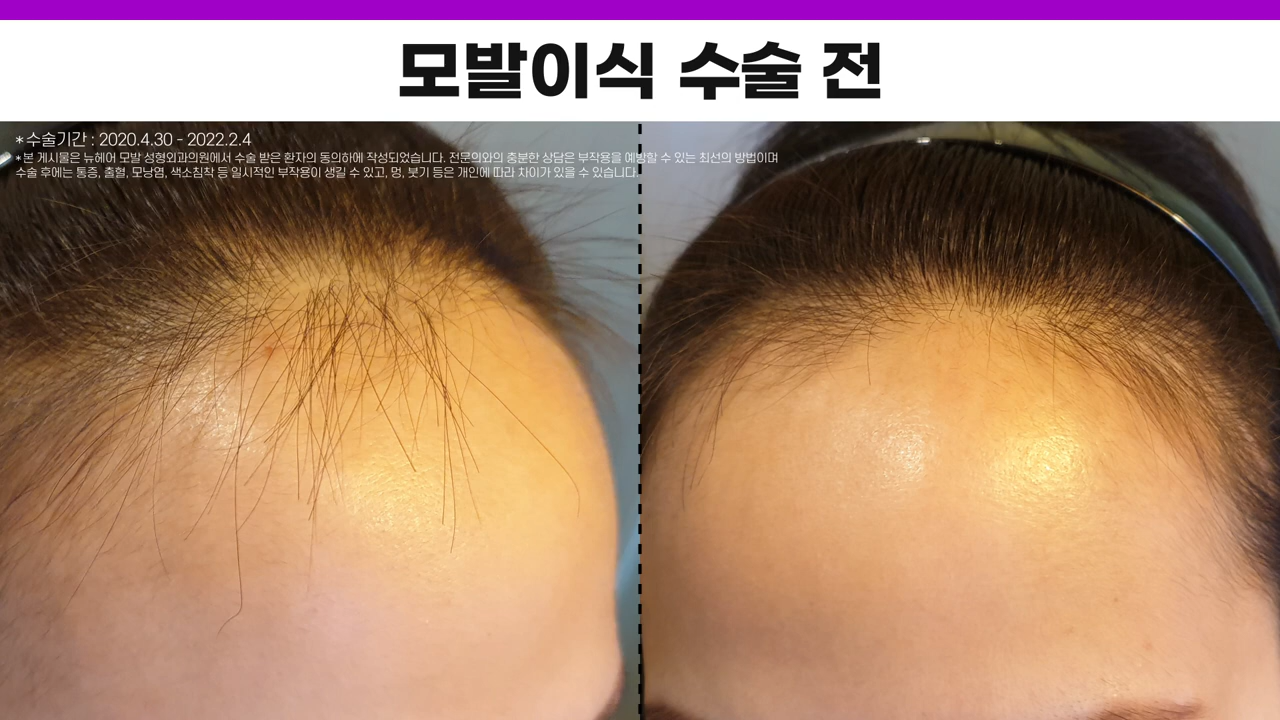 모발이식 수술 전
*수술기간 : 2020.4.30 - 2022.2.4
*본 게시물은 뉴헤어 모발 성형외과의원에서 수술 받은 환자의 동의하에 작성되었습니다. 전문의와의 충분한 상담은 부작용을 예방할 수 있는 최선의 방법이며
수술 후에는 통증, 출혈, 모낭염, 색소침착 등 일시적인 부작용이 생길 수 있고, 멍, 붓기 등은 개인에 따라 차이가 있을 수 있습니다.